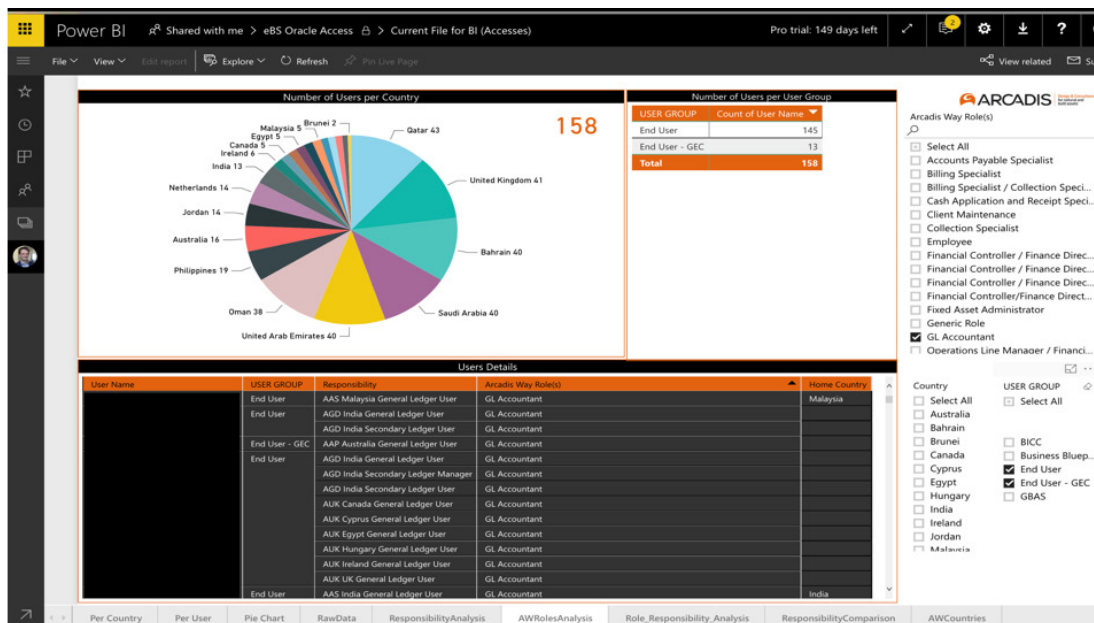 Power BI
Shared with me > eBS Oracle Access > Current File for BI (Accesses)
Pro trial: 149 days left
2
?
File View Edit report Explore Refresh Pin Live Page
View related
Number of Users per Country
158
Brunei 2
Malaysia 5
Egypt 5
Canada 5
Ireland 6
India 13
Netherlands 14
Jordan 14
Australia 16
Philippines 19
Oman 38
United Arab Emirates 40
Saudi Arabia 40
Bahrain 40
United Kingdom 41
Qatar 43
Number of Users per User Group
USER GROUP Count of User Name
End User 145
End User - GEC 13
Total 158
ARCADIS
Arcadis Way Role(s)
Select All
Accounts Payable Specialist
Billing Specialist
Billing Specialist / Collection Speci...
Cash Application and Receipt Speci...
Client Maintenance
Collection Specialist
Employee
Financial Controller / Finance Direc...
Financial Controller / Finance Direc...
Financial Controller / Finance Direc...
Financial Controller/Finance Direct...
Fixed Asset Administrator
Generic Role
GL Accountant
Operations Line Manager / Financi...
Users Details
User Name USER GROUP Responsibility Arcadis Way Role(s) Home Country
End User AAS Malaysia General Ledger User GL Accountant Malaysia
End User AGD India General Ledger User GL Accountant
AGD India Secondary Ledger User GL Accountant
End User - GEC AAP Australia General Ledger User GL Accountant
End User AGD India General Ledger User GL Accountant
AGD India Secondary Ledger Manager GL Accountant
AGD India Secondary Ledger User GL Accountant
AUK Canada General Ledger User GL Accountant
AUK Cyprus General Ledger User GL Accountant
AUK Egypt General Ledger User GL Accountant
AUK Hungary General Ledger User GL Accountant
AUK Ireland General Ledger User GL Accountant
AUK UK General Ledger User GL Accountant
End User AAS India General Ledger User GL Accountant India
Country
Select All
Australia
Bahrain
Brunei
Canada
Cyprus
Egypt
Hungary
India
Ireland
Jordan
Malaysia
USER GROUP
Select All
BICC
Business Bluep...
End User
End User - GEC
GBAS
Per Country Per User Pie Chart RawData ResponsibilityAnalysis AWRolesAnalysis Role_Responsibility_Analysis ResponsibilityComparison AWCountries